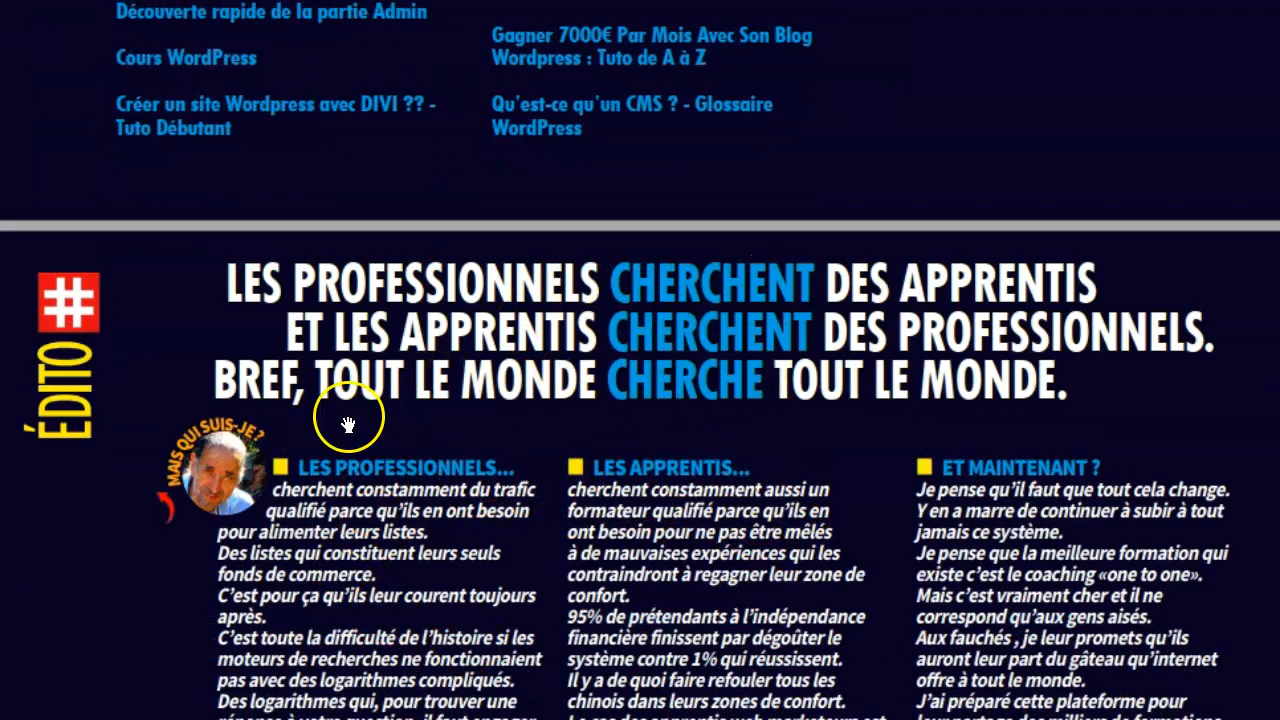 Découverte rapide de la partie Admin
Cours WordPress
Créer un site Wordpress avec DIVI ?? -
Tuto Débutant
Gagner 7000€ Par Mois Avec Son Blog
Wordpress : Tuto de A à Z
Qu'est-ce qu'un CMS ? - Glossaire
WordPress
ÉDITO #
LES PROFESSIONNELS CHERCHENT DES APPRENTIS
ET LES APPRENTIS CHERCHENT DES PROFESSIONNELS.
BREF, TOUT LE MONDE CHERCHE TOUT LE MONDE.
MAIS QUI SUIS-JE ?
LES PROFESSIONNELS...
cherchent constamment du trafic
qualifié parce qu'ils en ont besoin
pour alimenter leurs listes.
Des listes qui constituent leurs seuls
fonds de commerce.
C'est pour ça qu'ils leur courent toujours
après.
C'est toute la difficulté de l'histoire si les
moteurs de recherches ne fonctionnaient
pas avec des logarithmes compliqués.
Des logarithmes qui, pour trouver une
LES APPRENTIS...
cherchent constamment aussi un
formateur qualifié parce qu'ils en
ont besoin pour ne pas être mêlés
à de mauvaises expériences qui les
contraindront à regagner leur zone de
confort.
95% de prétendants à l'indépendance
financière finissent par dégoûter le
système contre 1% qui réussissent.
Il y a de quoi faire refouler tous les
chinois dans leurs zones de confort.
ET MAINTENANT ?
Je pense qu'il faut que tout cela change.
Y en a marre de continuer à subir à tout
jamais ce système.
Je pense que la meilleure formation qui
existe c'est le coaching «one to one».
Mais c'est vraiment cher et il ne
correspond qu'aux gens aisés.
Aux fauchés , je leur promets qu'ils
auront leur part du gâteau qu'internet
offre à tout le monde.
J'ai préparé cette plateforme pour